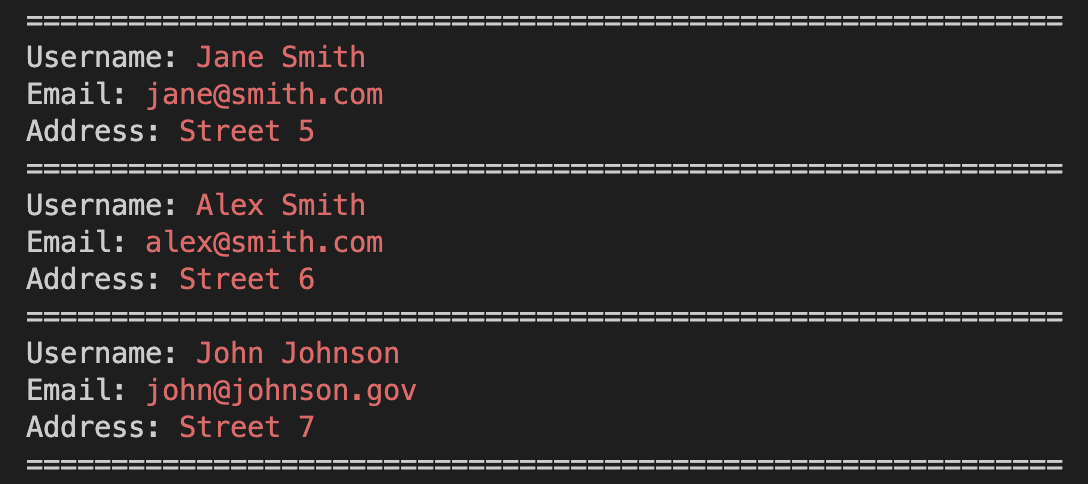 =============================================================
Username: Jane Smith
Email: jane@smith.com
Address: Street 5
=============================================================
Username: Alex Smith
Email: alex@smith.com
Address: Street 6
=============================================================
Username: John Johnson
Email: john@johnson.gov
Address: Street 7
=============================================================